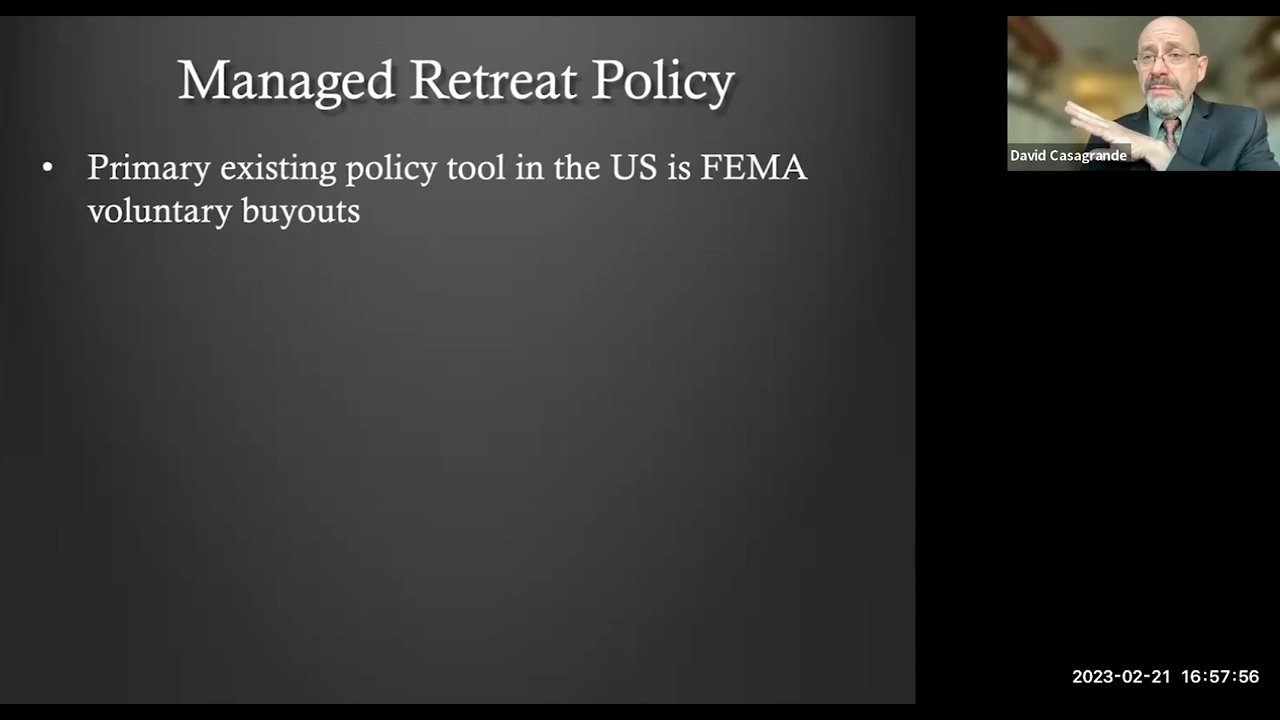 Managed Retreat Policy
• Primary existing policy tool in the US is FEMA
voluntary buyouts
David Casagrande
2023-02-21 16:57:56